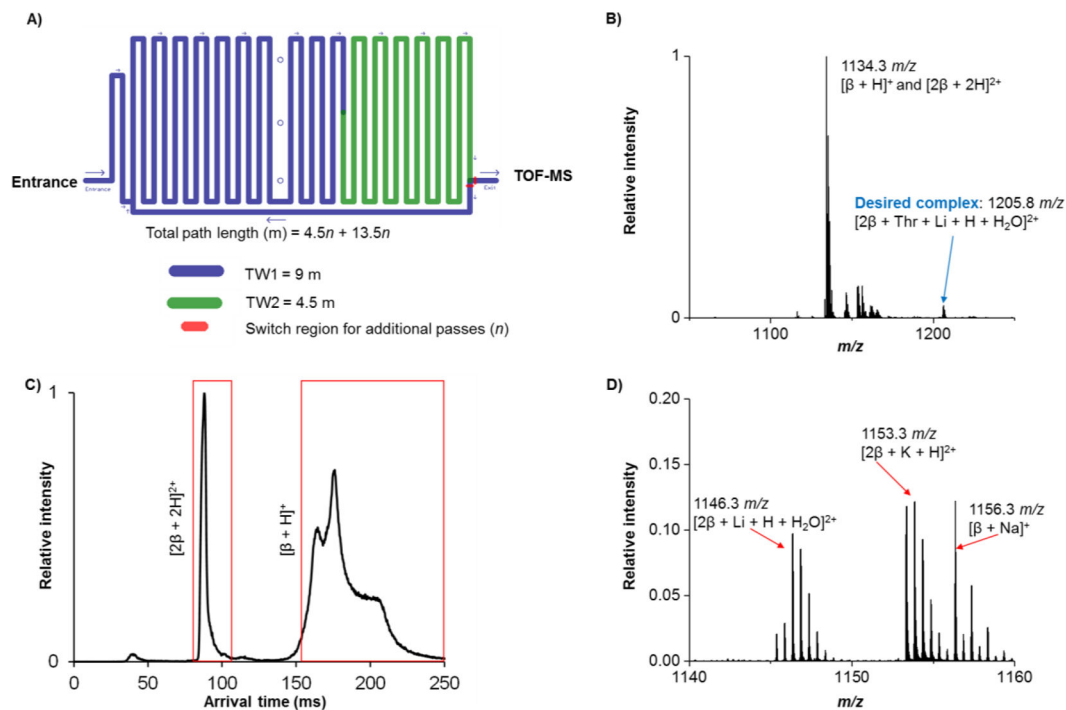 A)
Entrance
Entrance
Exit
TOF-MS
Total path length (m) = 4.5n + 13.5n
TW1 = 9 m
TW2 = 4.5 m
Switch region for additional passes (n)
B)
Relative intensity
1
0
1100
1200
m/z
1134.3 m/z
[β + H]⁺ and [2β + 2H]²⁺
Desired complex: 1205.8 m/z
[2β + Thr + Li + H + H₂O]²⁺
C)
Relative intensity
1
0
0
50
100
150
200
250
Arrival time (ms)
[2β + 2H]²⁺
[β + H]⁺
D)
Relative intensity
0.20
0.15
0.10
0.05
0.00
1140
1150
1160
m/z
1153.3 m/z
[2β + K + H]²⁺
1146.3 m/z
[2β + Li + H + H₂O]²⁺
1156.3 m/z
[β + Na]⁺